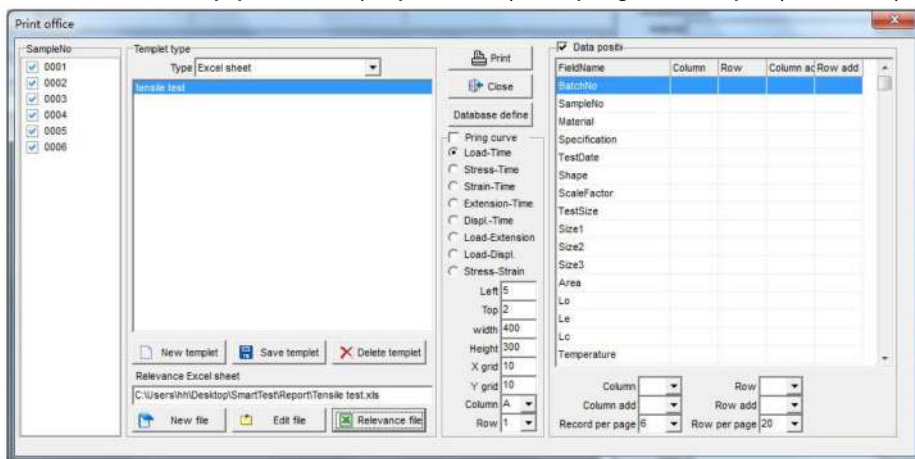 Print office
SampleNo
0001
0002
0003
0004
0005
0006
Templet type
Type Excel sheet
tensile test
New templet Save templet Delete templet
Relevance Excel sheet
C:\Users\hh\Desktop\SmartTest\Report\Tensile test.xls
New file Edit file Relevance file
Print
Close
Database define
Pring curve
Load-Time
Stress-Time
Strain-Time
Extension-Time
Displ.-Time
Load-Extension
Load-Displ.
Stress-Strain
Left 5
Top 2
width 400
Height 300
X grid 10
Y grid 10
Column A
Row 1
Data positi
FieldName Column Row Column ac Row add
BatchNo
SampleNo
Material
Specification
TestDate
Shape
ScaleFactor
TestSize
Size1
Size2
Size3
Area
Lo
Le
Lc
Temperature
Column Row
Column add Row add
Record per page 6 Row per page 20